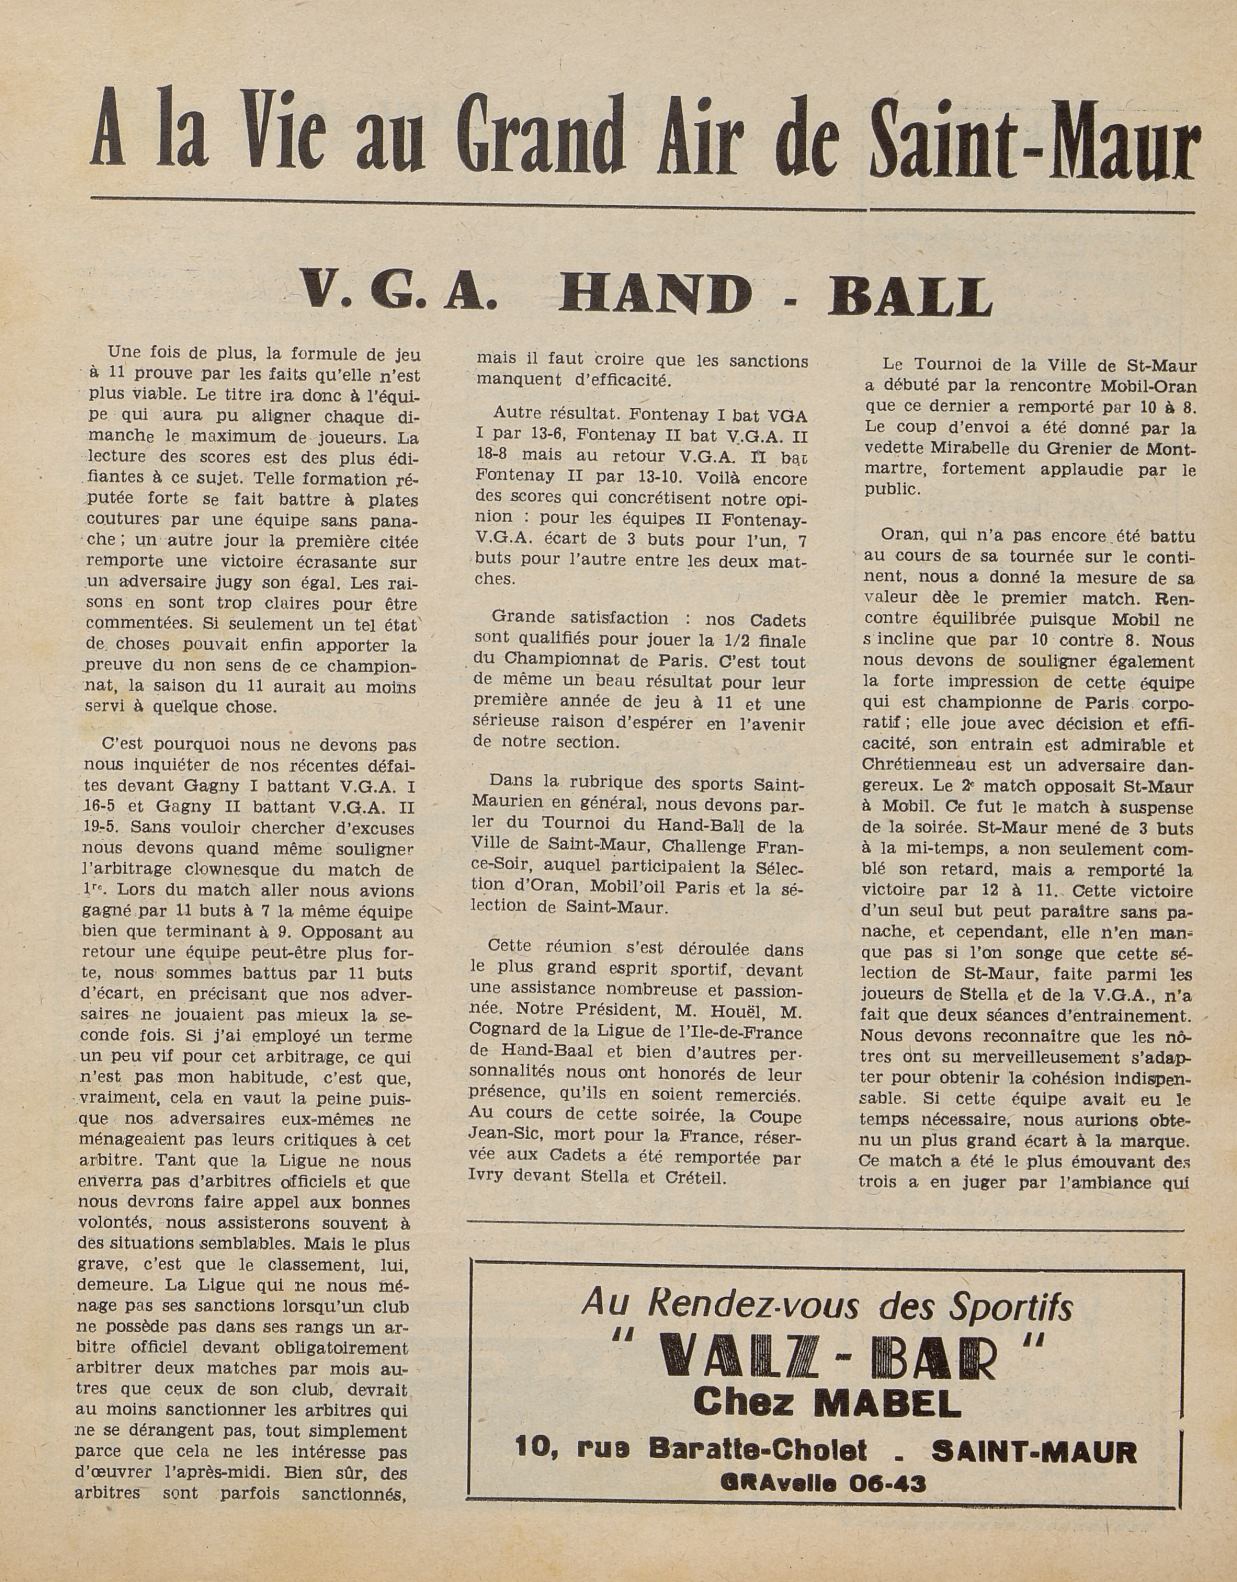 A la Vie au Grand Air de Saint-Maur
V. G. A. HAND - BALL
Une fois de plus, la formule de jeu
à 11 prouve par les faits qu'elle n'est
plus viable. Le titre ira donc à l'équi-
pe qui aura pu aligner chaque di-
manche le maximum de joueurs. La
lecture des scores est des plus édi-
fiantes à ce sujet. Telle formation ré-
putée forte se fait battre à plates
coutures par une équipe sans pana-
che ; un autre jour la première citée
remporte une victoire écrasante sur
un adversaire jugy son égal. Les rai-
sons en sont trop claires pour être
commentées. Si seulement un tel état
de choses pouvait enfin apporter la
preuve du non sens de ce champion-
nat, la saison du 11 aurait au moins
servi à quelque chose.
C'est pourquoi nous ne devons pas
nous inquiéter de nos récentes défai-
tes devant Gagny I battant V.G.A. I
16-5 et Gagny II battant V.G.A. II
19-5. Sans vouloir chercher d'excuses
nous devons quand même souligner
l'arbitrage clownesque du match de
1re. Lors du match aller nous avions
gagné par 11 buts à 7 la même équipe
bien que terminant à 9. Opposant au
retour une équipe peut-être plus for-
te, nous sommes battus par 11 buts
d'écart, en précisant que nos adver-
saires ne jouaient pas mieux la se-
conde fois. Si j'ai employé un terme
un peu vif pour cet arbitrage, ce qui
n'est pas mon habitude, c'est que,
vraiment, cela en vaut la peine puis-
que nos adversaires eux-mêmes ne
ménageaient pas leurs critiques à cet
arbitre. Tant que la Ligue ne nous
enverra pas d'arbitres officiels et que
nous devrons faire appel aux bonnes
volontés, nous assisterons souvent à
des situations semblables. Mais le plus
grave, c'est que le classement, lui,
demeure. La Ligue qui ne nous mé-
nage pas ses sanctions lorsqu'un club
ne possède pas dans ses rangs un ar-
bitre officiel devant obligatoirement
arbitrer deux matches par mois au-
tres que ceux de son club, devrait
au moins sanctionner les arbitres qui
ne se dérangent pas, tout simplement
parce que cela ne les intéresse pas
d'œuvrer l'après-midi. Bien sûr, des
arbitres sont parfois sanctionnés,
mais il faut croire que les sanctions
manquent d'efficacité.
Autre résultat. Fontenay I bat VGA
I par 13-6, Fontenay II bat V.G.A. II
18-8 mais au retour V.G.A. II bat
Fontenay II par 13-10. Voilà encore
des scores qui concrétisent notre opi-
nion : pour les équipes II Fontenay-
V.G.A. écart de 3 buts pour l'un, 7
buts pour l'autre entre les deux mat-
ches.
Grande satisfaction : nos Cadets
sont qualifiés pour jouer la 1/2 finale
du Championnat de Paris. C'est tout
de même un beau résultat pour leur
première année de jeu à 11 et une
sérieuse raison d'espérer en l'avenir
de notre section.
Dans la rubrique des sports Saint-
Maurien en général, nous devons par-
ler du Tournoi du Hand-Ball de la
Ville de Saint-Maur, Challenge Fran-
ce-Soir, auquel participaient la Sélec-
tion d'Oran, Mobil'oil Paris et la sé-
lection de Saint-Maur.
Cette réunion s'est déroulée dans
le plus grand esprit sportif, devant
une assistance nombreuse et passion-
née. Notre Président, M. Houël, M.
Cognard de la Ligue de l'Ile-de-France
de Hand-Baal et bien d'autres per-
sonnalités nous ont honorés de leur
présence, qu'ils en soient remerciés.
Au cours de cette soirée, la Coupe
Jean-Sic, mort pour la France, réser-
vée aux Cadets a été remportée par
Ivry devant Stella et Créteil.
Le Tournoi de la Ville de St-Maur
a débuté par la rencontre Mobil-Oran
que ce dernier a remporté par 10 à 8.
Le coup d'envoi a été donné par la
vedette Mirabelle du Grenier de Mont-
martre, fortement applaudie par le
public.
Oran, qui n'a pas encore été battu
au cours de sa tournée sur le conti-
nent, nous a donné la mesure de sa
valeur dèe le premier match. Ren-
contre équilibrée puisque Mobil ne
s'incline que par 10 contre 8. Nous
nous devons de souligner également
la forte impression de cette équipe
qui est championne de Paris corpo-
ratif ; elle joue avec décision et effi-
cacité, son entrain est admirable et
Chrétienneau est un adversaire dan-
gereux. Le 2e match opposait St-Maur
à Mobil. Ce fut le match à suspense
de la soirée. St-Maur mené de 3 buts
à la mi-temps, a non seulement com-
blé son retard, mais a remporté la
victoire par 12 à 11. Cette victoire
d'un seul but peut paraître sans pa-
nache, et cependant, elle n'en man-
que pas si l'on songe que cette sé-
lection de St-Maur, faite parmi les
joueurs de Stella et de la V.G.A., n'a
fait que deux séances d'entrainement.
Nous devons reconnaître que les nô-
tres ont su merveilleusement s'adap-
ter pour obtenir la cohésion indispen-
sable. Si cette équipe avait eu le
temps nécessaire, nous aurions obte-
nu un plus grand écart à la marque.
Ce match a été le plus émouvant des
trois a en juger par l'ambiance qui
Au Rendez-vous des Sportifs
" VALZ - BAR "
Chez MABEL
10, rue Baratte-Cholet - SAINT-MAUR
GRAvelle 06-43